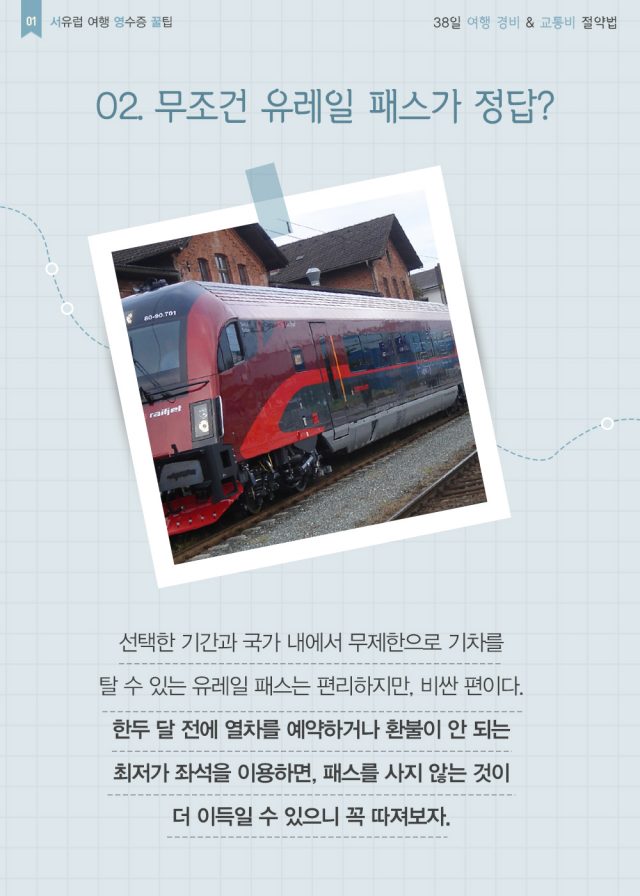 01 서유럽 여행 영수증 꿀팁
38일 여행 경비 & 교통비 절약법
02. 무조건 유레일 패스가 정답?
80-90.701
railjet
선택한 기간과 국가 내에서 무제한으로 기차를
탈 수 있는 유레일 패스는 편리하지만, 비싼 편이다.
한두 달 전에 열차를 예약하거나 환불이 안 되는
최저가 좌석을 이용하면, 패스를 사지 않는 것이
더 이득일 수 있으니 꼭 따져보자.